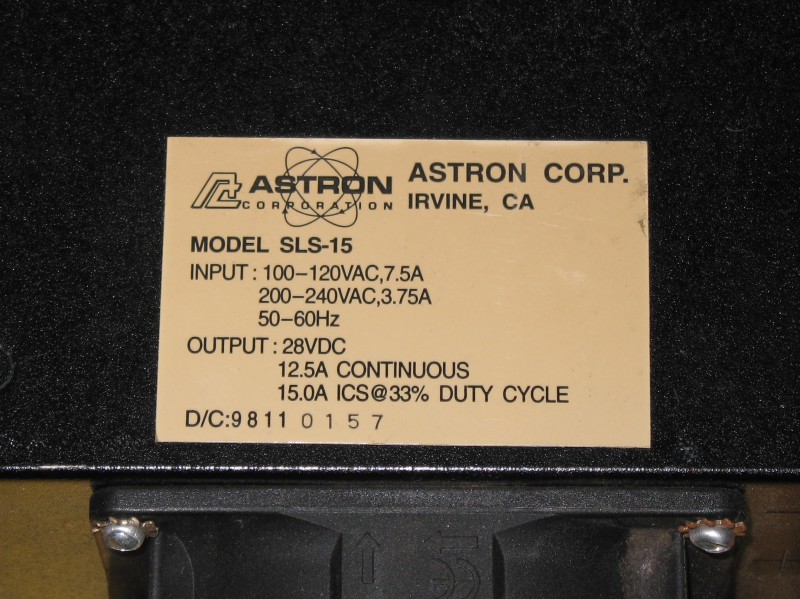 ASTRON
CORPORATION
ASTRON CORP.
IRVINE, CA
MODEL SLS-15
INPUT : 100-120VAC,7.5A
200-240VAC,3.75A
50-60Hz
OUTPUT : 28VDC
12.5A CONTINUOUS
15.0A ICS@33% DUTY CYCLE
D/C:9811 0157